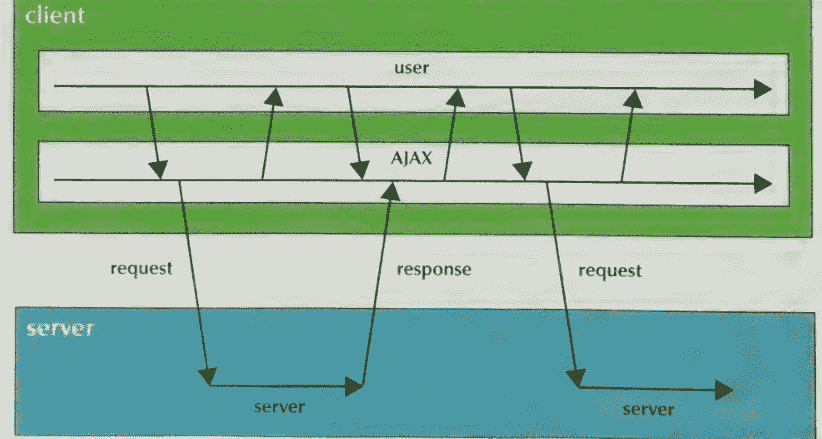 client
user
AJAX
request
response
request
server
server
server